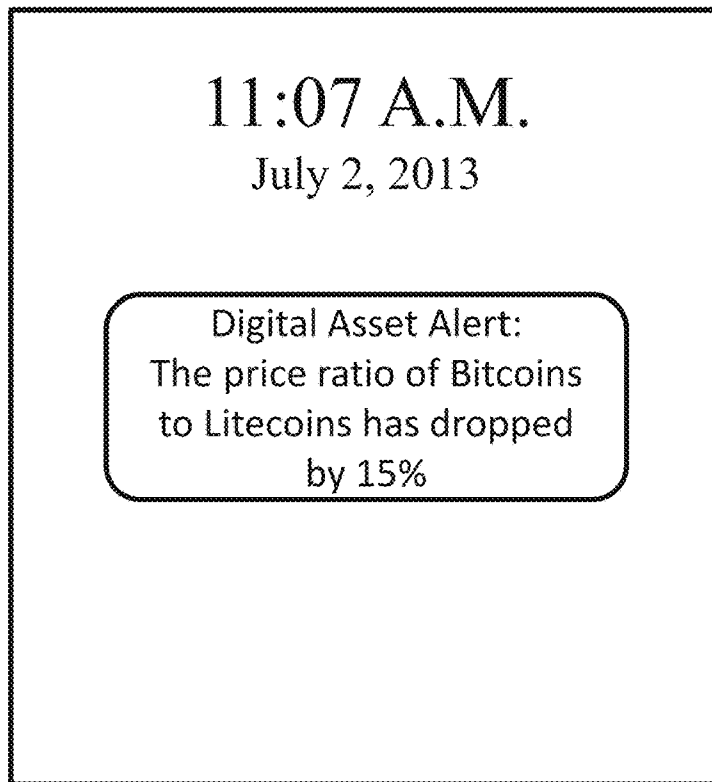 11:07 A.M.
July 2, 2013
Digital Asset Alert:
The price ratio of Bitcoins
to Litecoins has dropped
by 15%